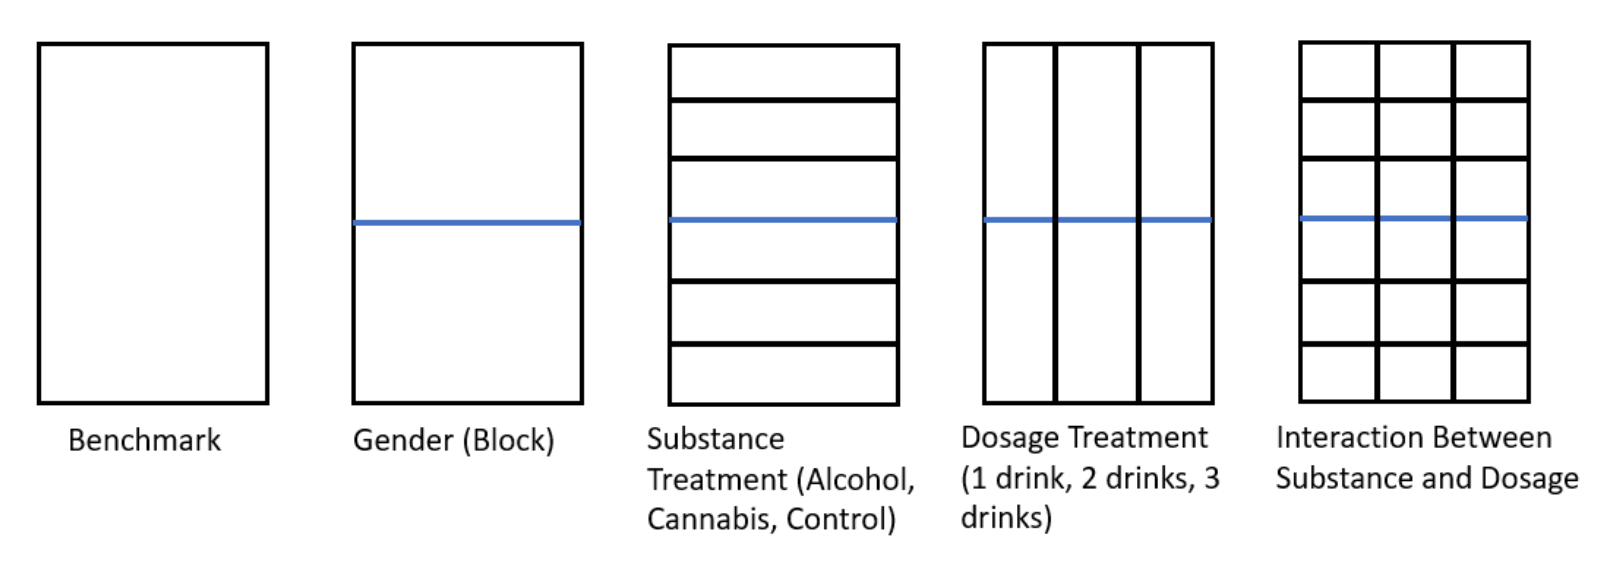 Benchmark
Gender (Block)
Substance
Treatment (Alcohol,
Cannabis, Control)
Dosage Treatment
(1 drink, 2 drinks, 3
drinks)
Interaction Between
Substance and Dosage